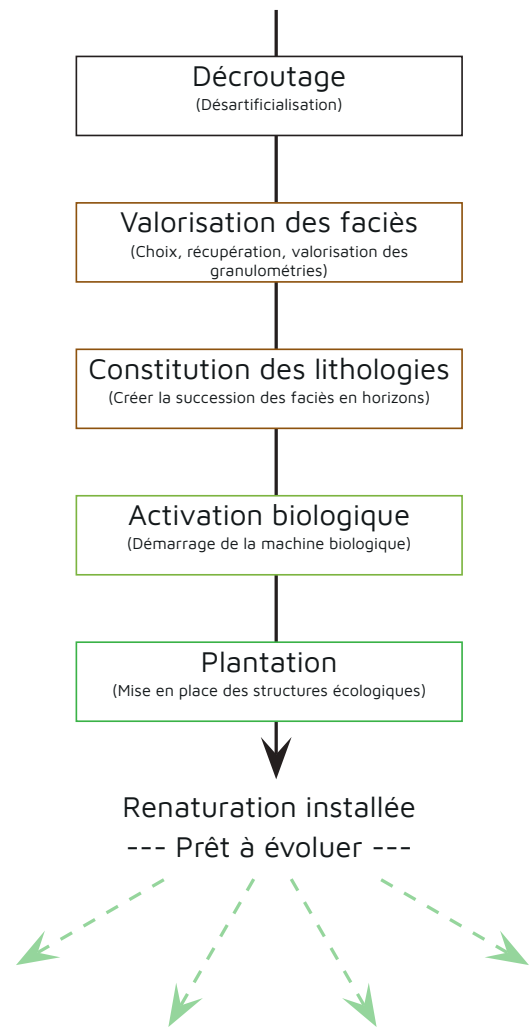 Décroutage
(Désartificialisation)
Valorisation des faciès
(Choix, récupération, valorisation des
granulométries)
Constitution des lithologies
(Créer la succession des faciès en horizons)
Activation biologique
(Démarrage de la machine biologique)
Plantation
(Mise en place des structures écologiques)
Renaturation installée
--- Prêt à évoluer ---